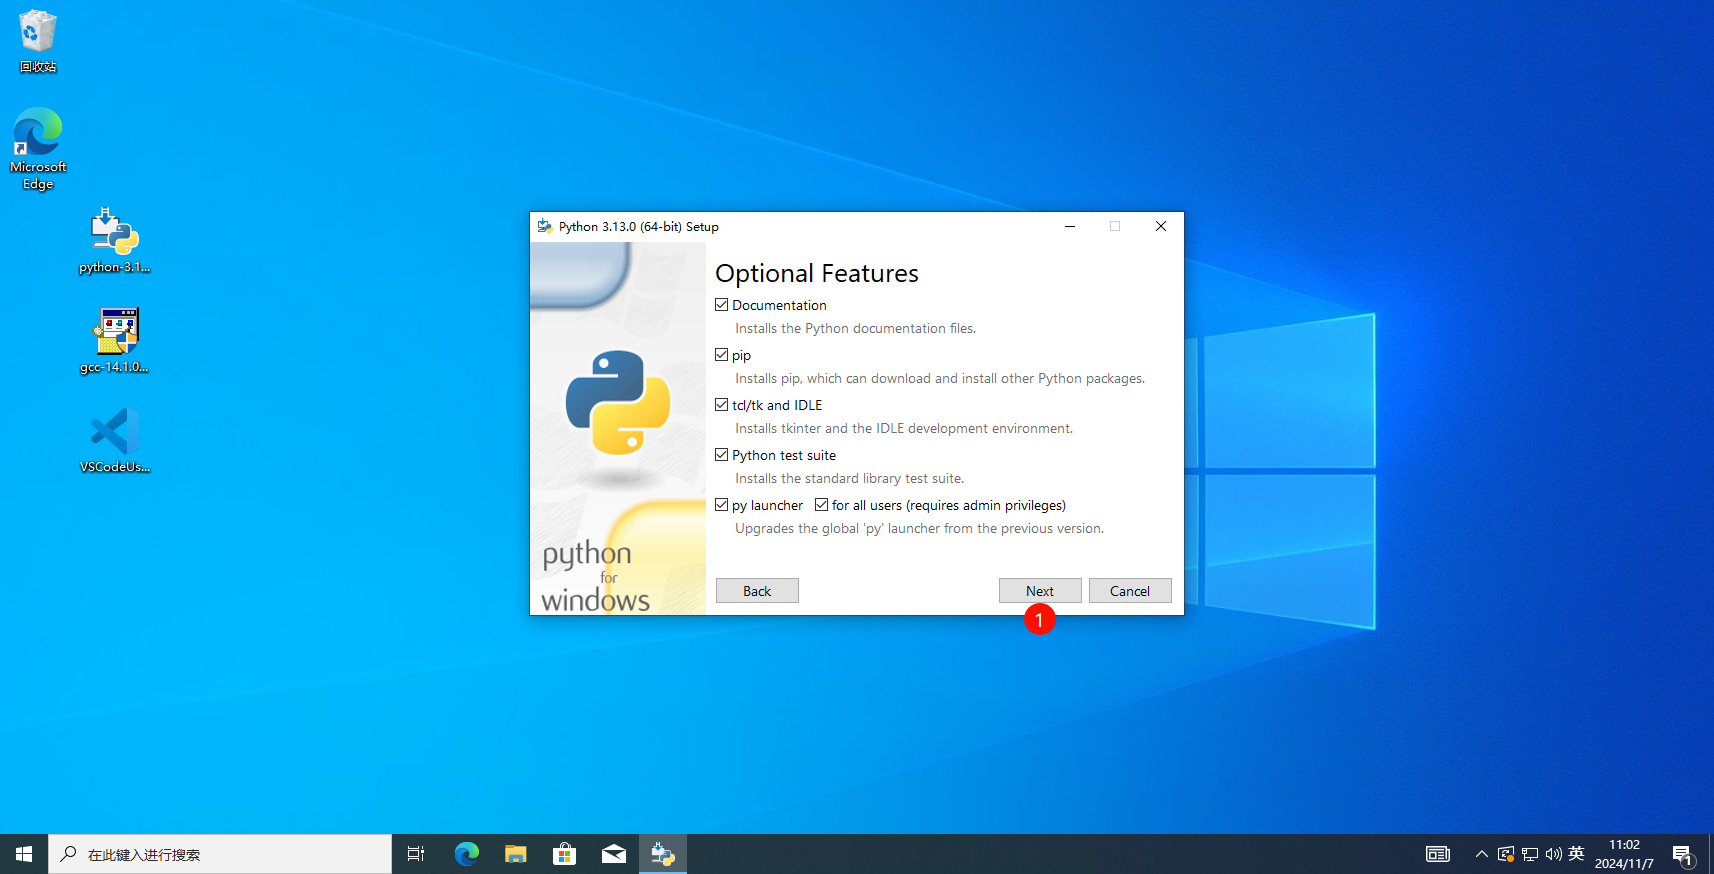 回收站
Microsoft
Edge
python-3.1...
gcc-14.1.0...
VSCodeUs...
Python 3.13.0 (64-bit) Setup
Optional Features
Documentation
Installs the Python documentation files.
pip
Installs pip, which can download and install other Python packages.
tcl/tk and IDLE
Installs tkinter and the IDLE development environment.
Python test suite
Installs the standard library test suite.
py launcher for all users (requires admin privileges)
Upgrades the global 'py' launcher from the previous version.
python
for
windows
Back Next Cancel
1
在此键入进行搜索
英
11:02
2024/11/7
1